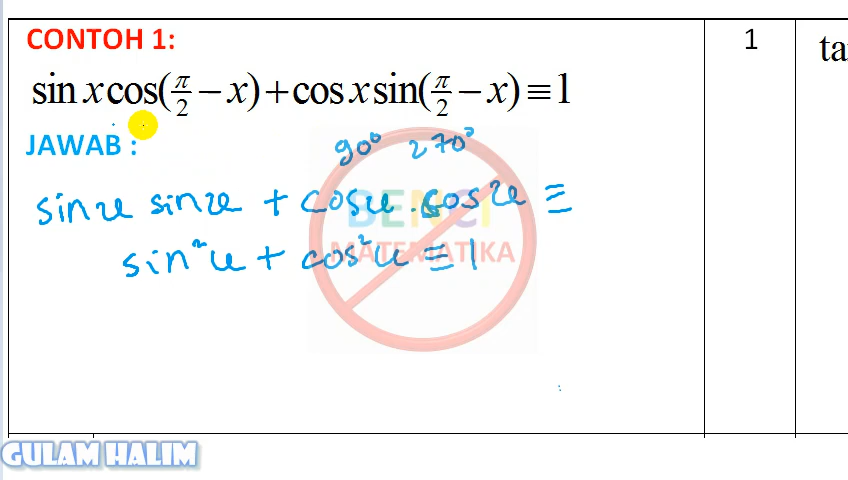 CONTOH 1:
1
ta
sin x cos(π/2 − x) + cos x sin(π/2 − x) ≡ 1
JAWAB :
90° 270°
sin x sin x + cos x . cos x ≡
sin²x + cos²x ≡ 1
BENCI
MATEMATIKA
GULAM HALIM